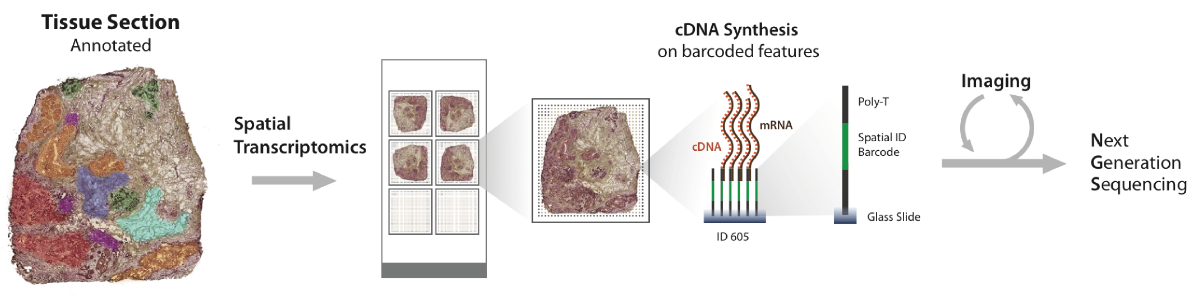 Tissue Section
Annotated
Spatial
Transcriptomics
cDNA Synthesis
on barcoded features
cDNA
mRNA
ID 605
Poly-T
Spatial ID
Barcode
Glass Slide
Imaging
Next
Generation
Sequencing